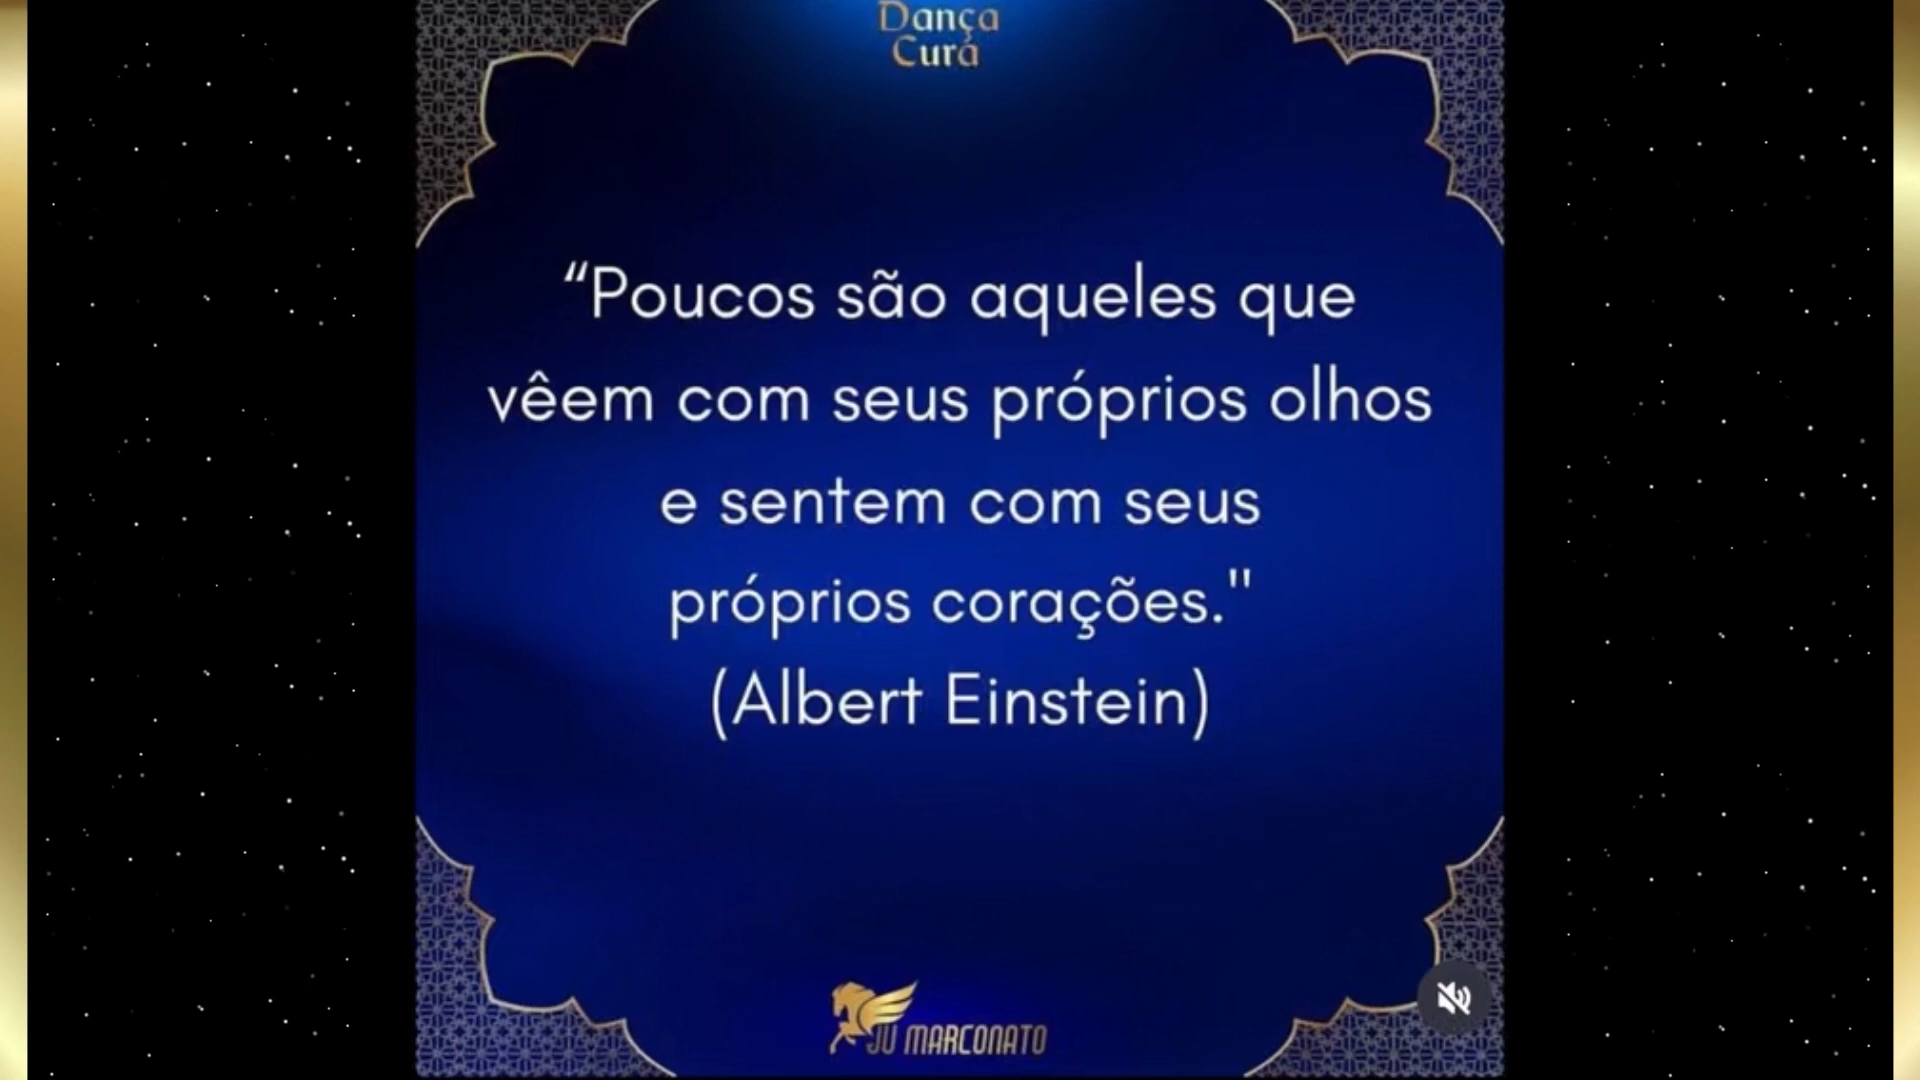 Dança
Cura
“Poucos são aqueles que
vêem com seus próprios olhos
e sentem com seus
próprios corações."
(Albert Einstein)
JU MARCONATO